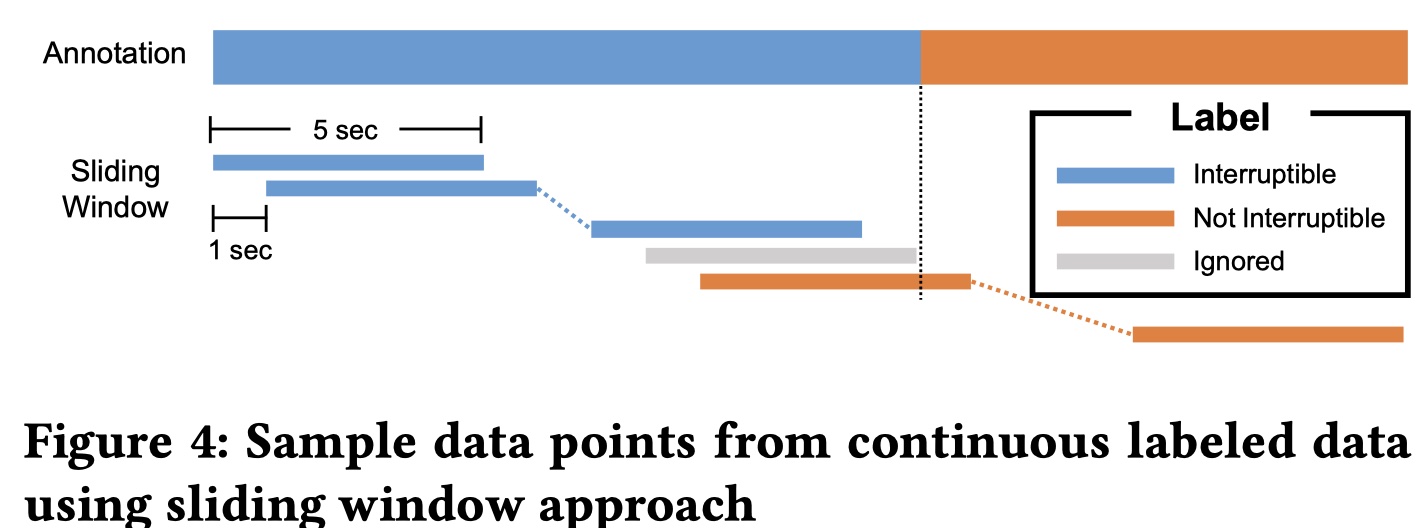 Annotation
5 sec
Sliding
Window
1 sec
Label
Interruptible
Not Interruptible
Ignored
Figure 4: Sample data points from continuous labeled data
using sliding window approach